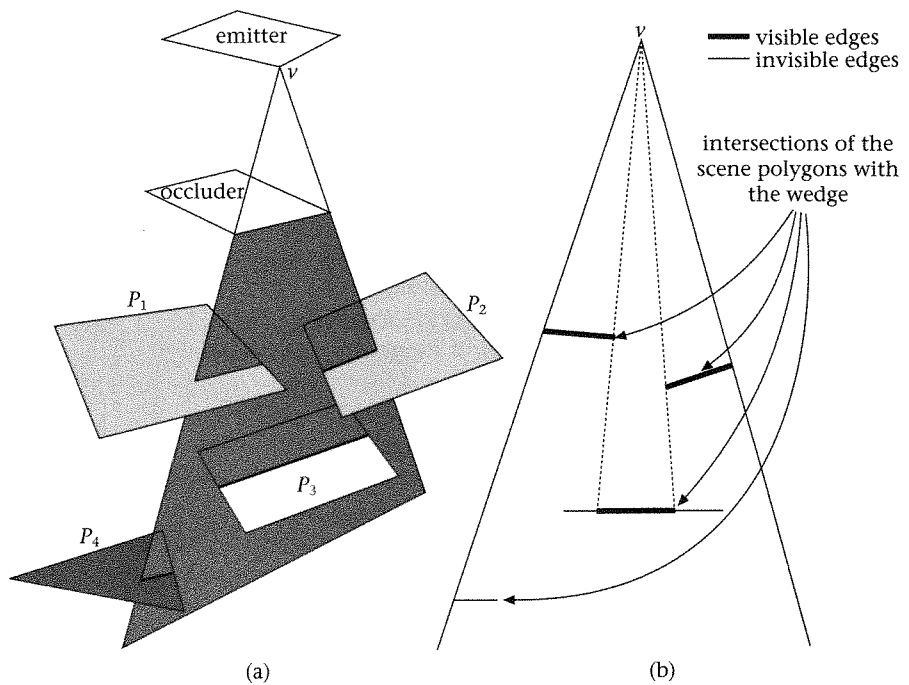 emitter
v
occluder
P1
P2
P3
P4
(a)
v
visible edges
invisible edges
intersections of the
scene polygons with
the wedge
(b)